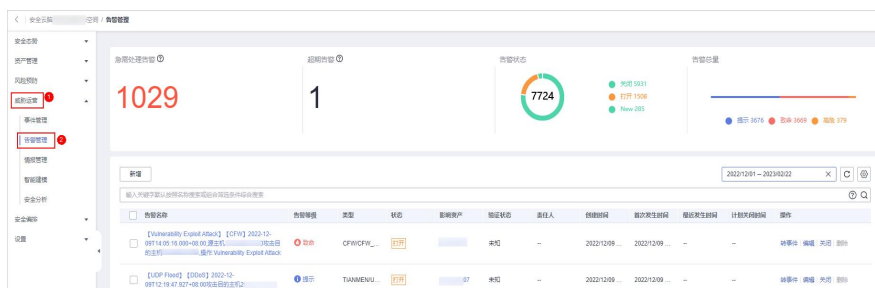 安全云脑
空间 / 告警管理
安全态势
资产管理
风险预防
威胁运营
1
事件管理
告警管理
2
情报管理
智能建模
安全分析
安全编排
设置
急需处理告警
1029
超期告警
1
告警状态
7724
关闭 5931
打开 1508
New 285
告警总量
提示 3676
致命 3669
高危 379
新增
2022/12/01 – 2023/02/22
输入关键字默认按照名称搜索或组合筛选条件综合搜索
告警名称 告警等级 类型 状态 影响资产 验证状态 责任人 创建时间 首次发生时间 最近发生时间 计划关闭时间 操作
【Vulnerability Exploit Attack】【CFW】2022-12-
09T14:05:16.000+08:00,源主机 攻击目
的主机 ,操作 Vulnerability Exploit Attack
致命 CFW/CFW_... 打开 未知 -- 2022/12/09 ... 2022/12/09 ... -- -- 转事件 编辑 关闭 删除
【UDP Flood】【DDoS】2022-12-
09T12:19:47.927+08:00攻击目的主机2
提示 TIANMEN/U... 打开 07 未知 -- 2022/12/09 ... 2022/12/09 ... -- -- 转事件 编辑 关闭 删除